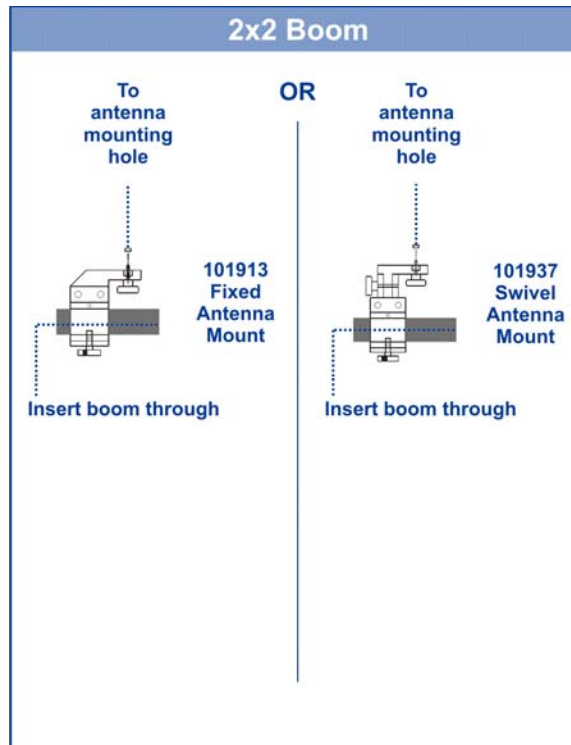 2x2 Boom
To
antenna
mounting
hole
101913
Fixed
Antenna
Mount
Insert boom through
OR
To
antenna
mounting
hole
101937
Swivel
Antenna
Mount
Insert boom through